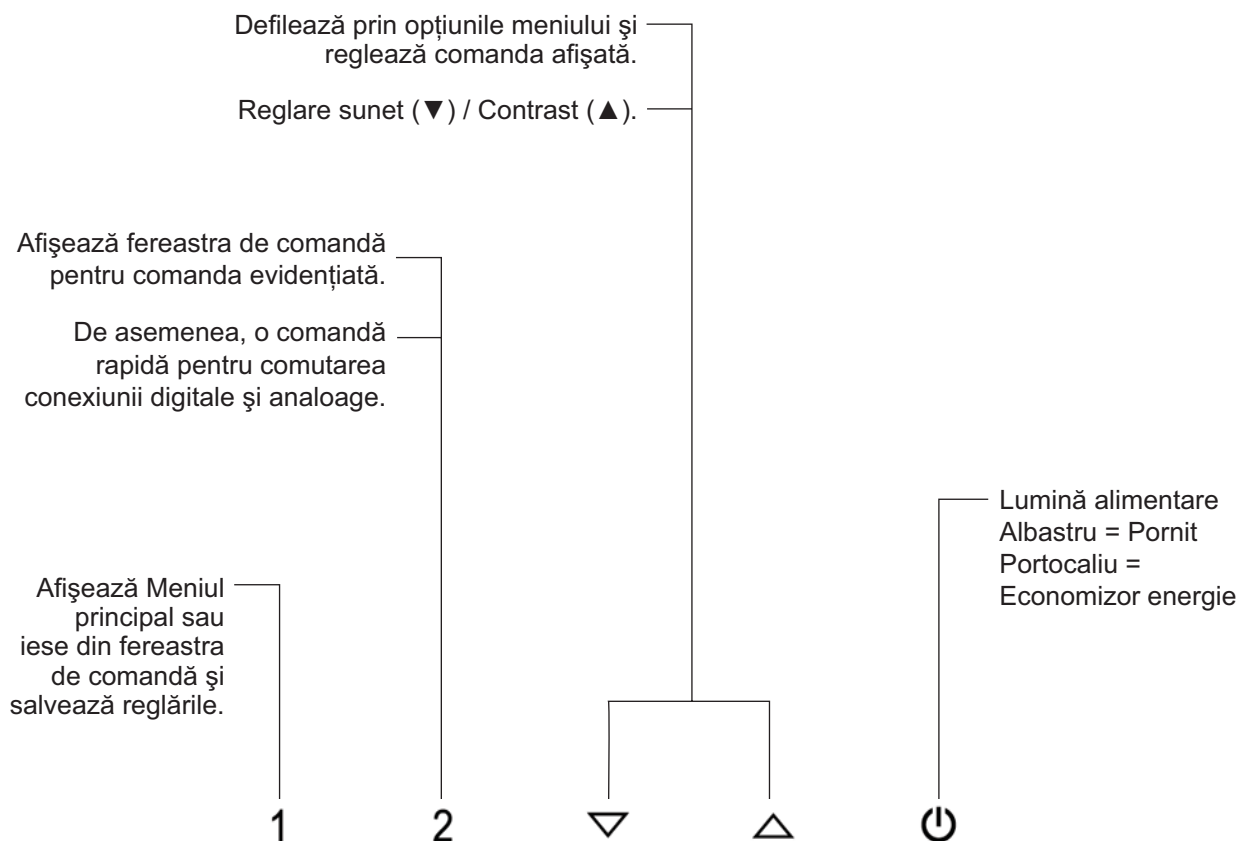 Defilează prin opţiunile meniului şi
reglează comanda afişată.
Reglare sunet (▼) / Contrast (▲).
Afişează fereastra de comandă
pentru comanda evidenţiată.
De asemenea, o comandă
rapidă pentru comutarea
conexiunii digitale şi analoage.
Lumină alimentare
Albastru = Pornit
Portocaliu =
Economizor energie
Afişează Meniul
principal sau
iese din fereastra
de comandă şi
salvează reglările.
1 2